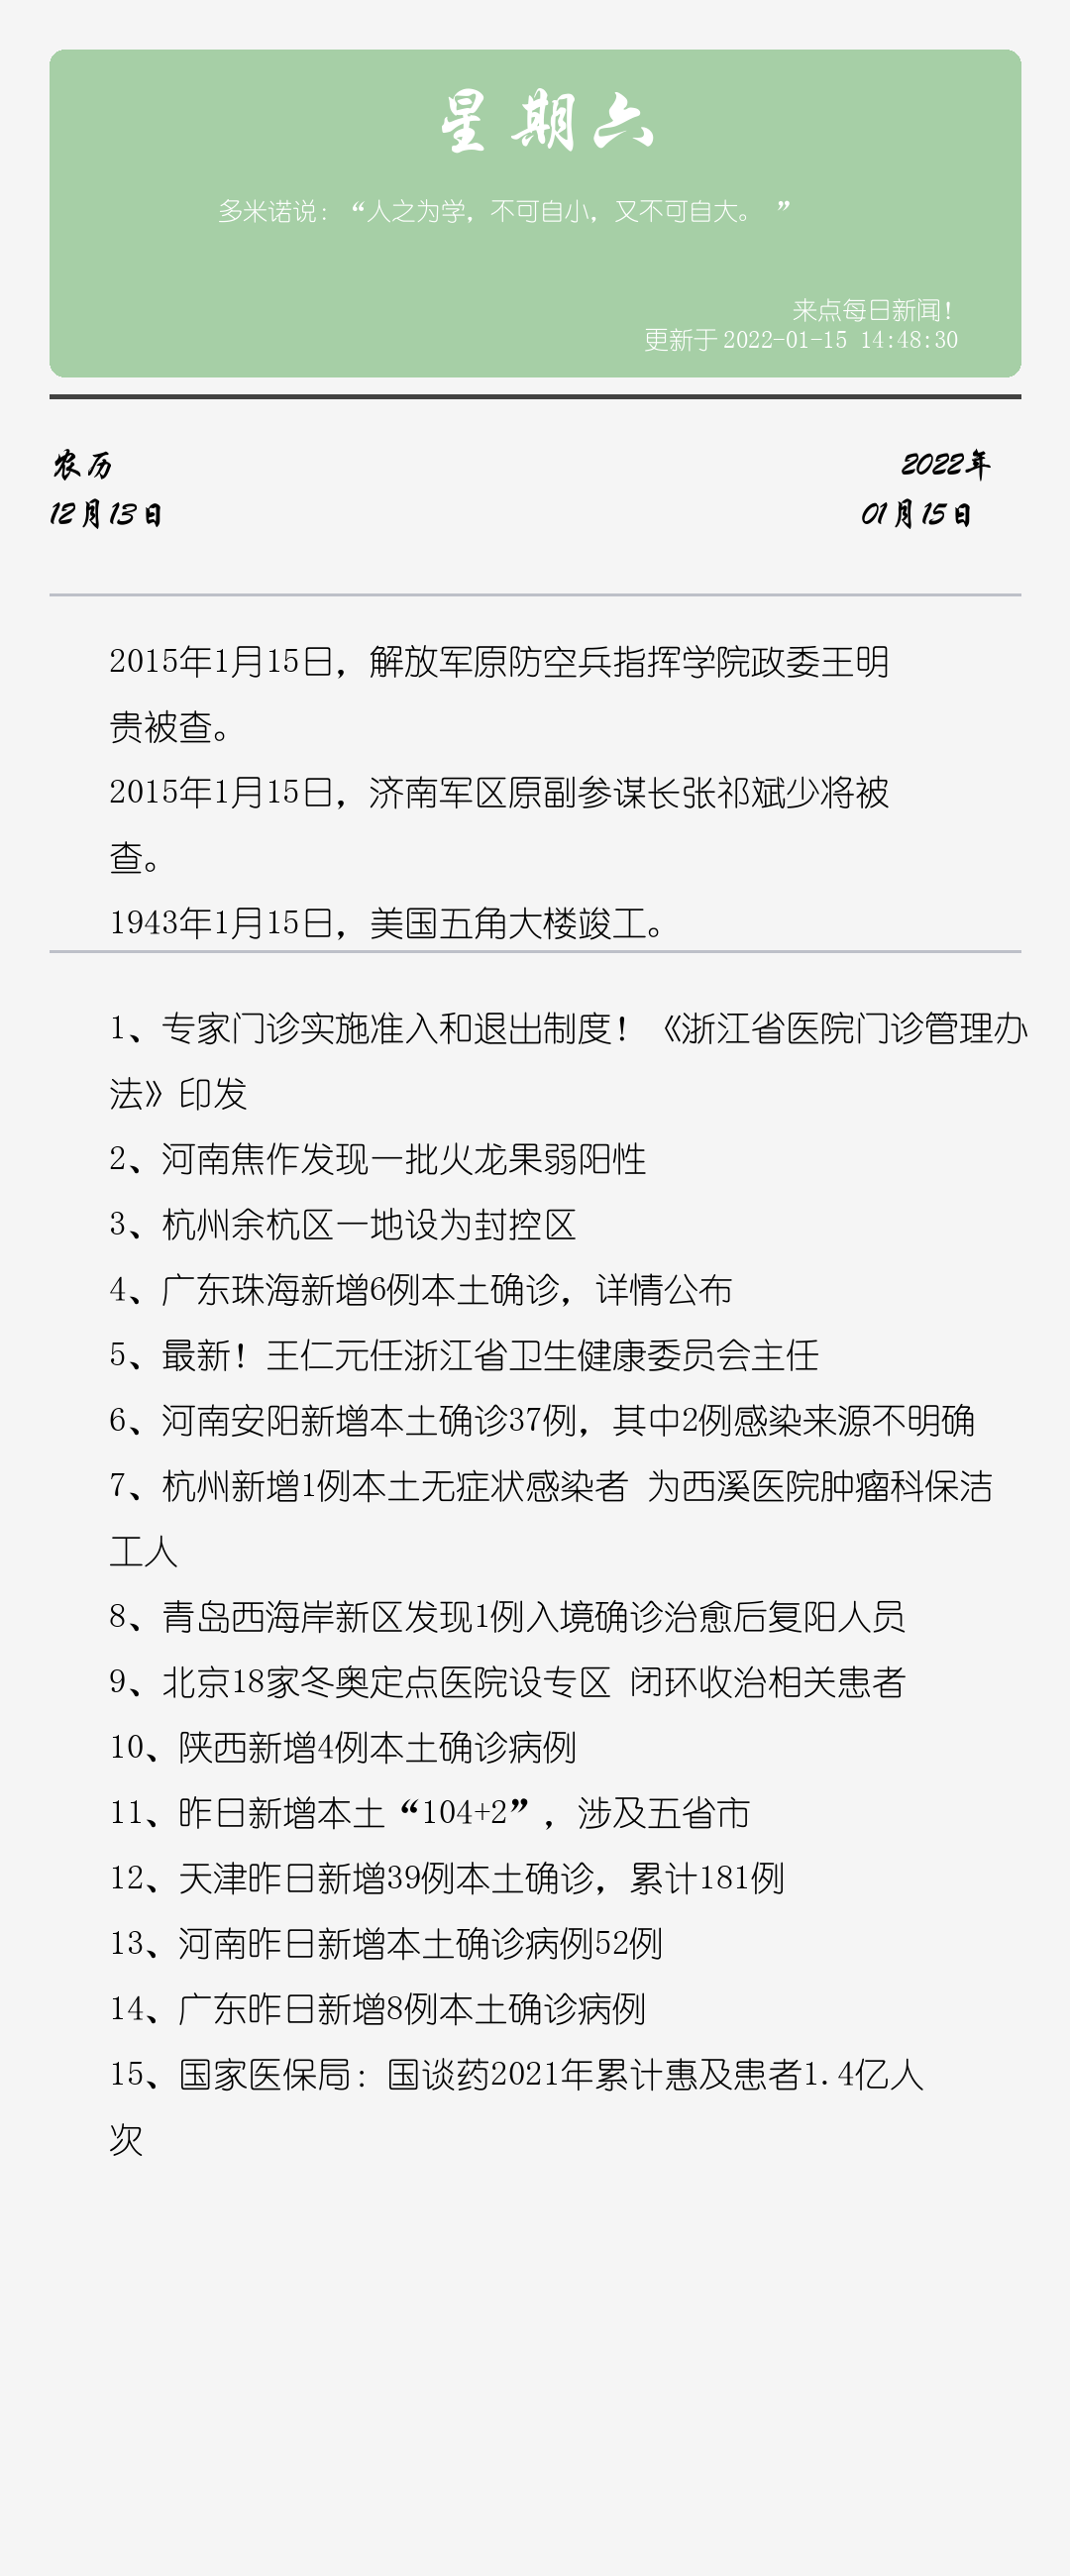 星期六
多米诺说：“人之为学，不可自小，又不可自大。 ”
来点每日新闻！
更新于2022-01-15 14:48:30
农历
2022年
12月13日
01月15日
2015年1月15日，解放军原防空兵指挥学院政委王明
贵被查。
2015年1月15日，济南军区原副参谋长张祁斌少将被
查。
1943年1月15日，美国五角大楼竣工。
1、专家门诊实施准入和退出制度！《浙江省医院门诊管理办
法》印发
2、河南焦作发现一批火龙果弱阳性
3、杭州余杭区一地设为封控区
4、广东珠海新增6例本土确诊，详情公布
5、最新！王仁元任浙江省卫生健康委员会主任
6、河南安阳新增本土确诊37例，其中2例感染来源不明确
7、杭州新增1例本土无症状感染者 为西溪医院肿瘤科保洁
工人
8、青岛西海岸新区发现1例入境确诊治愈后复阳人员
9、北京18家冬奥定点医院设专区 闭环收治相关患者
10、陕西新增4例本土确诊病例
11、昨日新增本土“104+2”，涉及五省市
12、天津昨日新增39例本土确诊，累计181例
13、河南昨日新增本土确诊病例52例
14、广东昨日新增8例本土确诊病例
15、国家医保局：国谈药2021年累计惠及患者1.4亿人
次